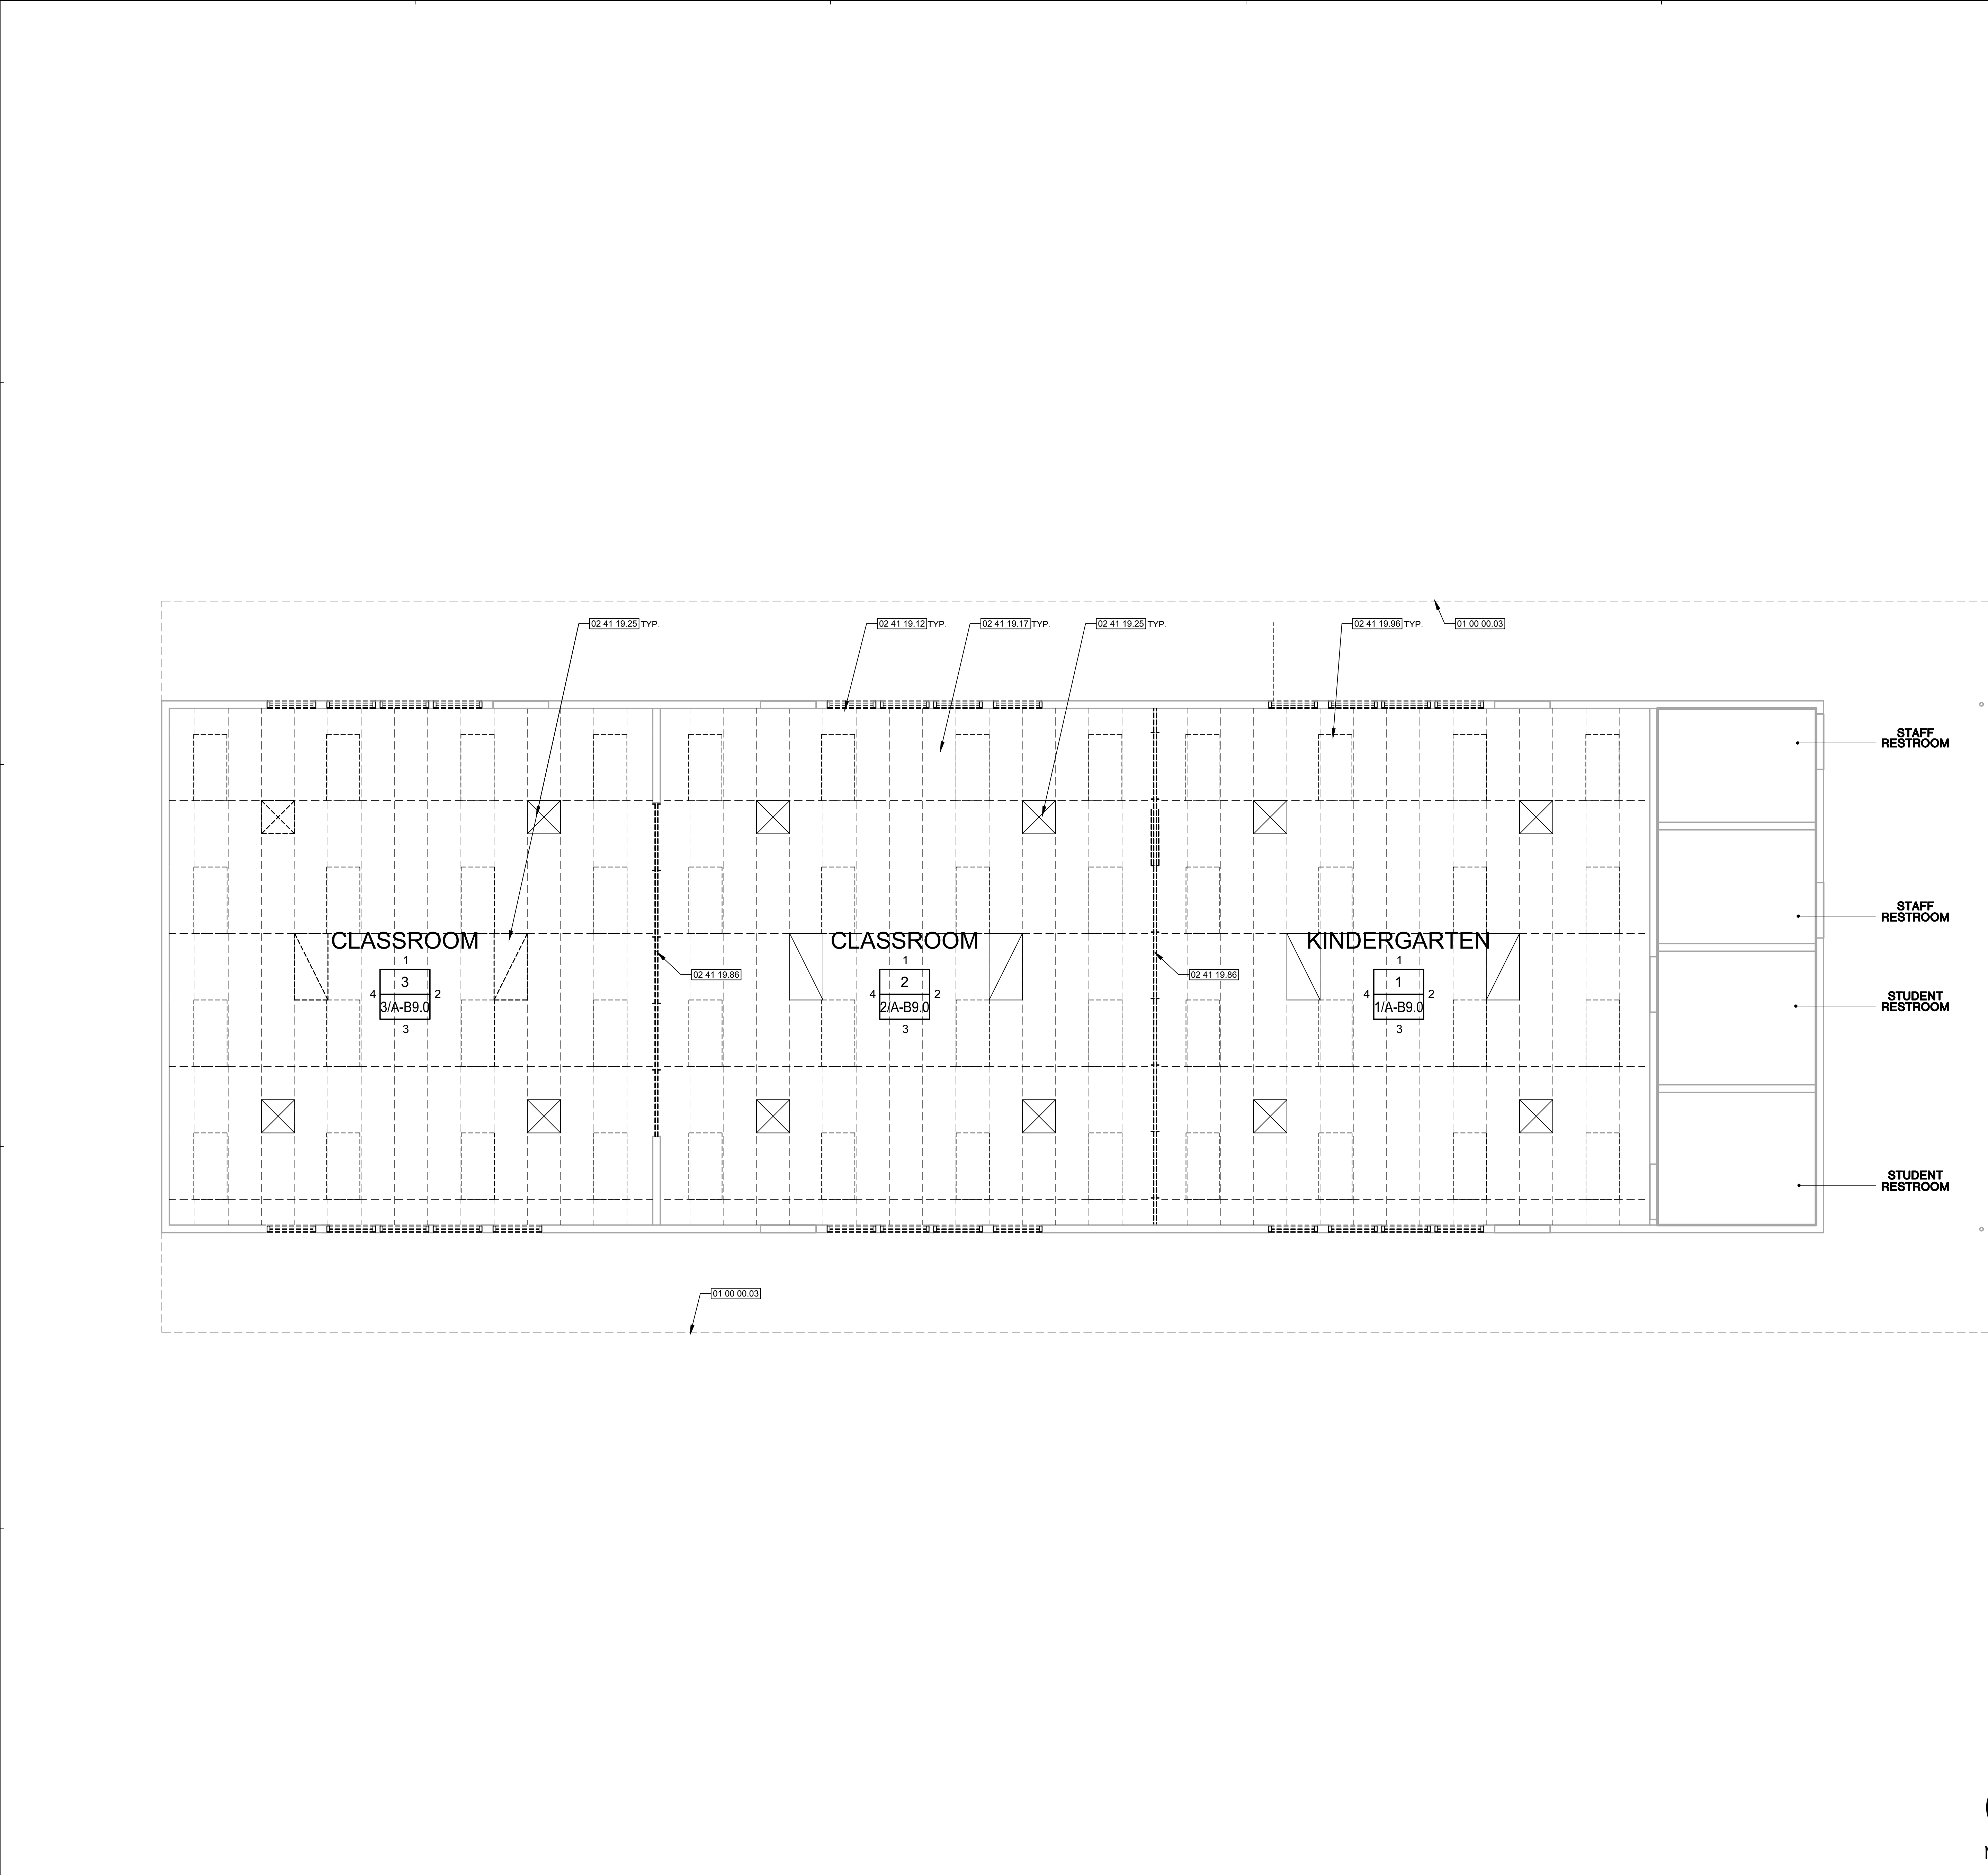 02 41 19.25 TYP.
02 41 19.12 TYP.
02 41 19.17 TYP.
02 41 19.25 TYP.
02 41 19.96 TYP.
01 00 00.03
STAFF
RESTROOM
STAFF
RESTROOM
CLASSROOM
1
3
4 2
3/A-B9.0
3
02 41 19.86
CLASSROOM
1
2
4 2
2/A-B9.0
3
02 41 19.86
KINDERGARTEN
1
1
4 2
1/A-B9.0
3
STUDENT
RESTROOM
STUDENT
RESTROOM
01 00 00.03